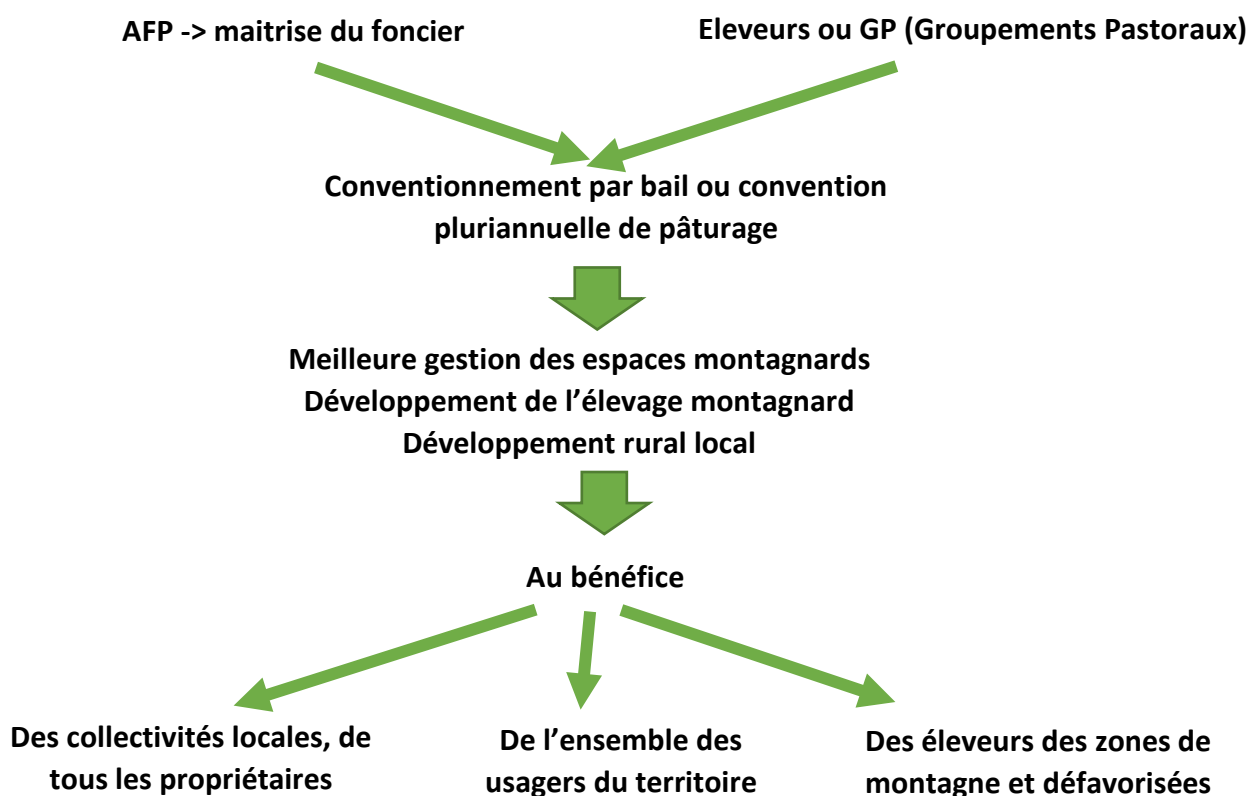 AFP -> maitrise du foncier
Eleveurs ou GP (Groupements Pastoraux)
Conventionnement par bail ou convention
pluriannuelle de pâturage
Meilleure gestion des espaces montagnards
Développement de l’élevage montagnard
Développement rural local
Au bénéfice
Des collectivités locales, de
tous les propriétaires
De l’ensemble des
usagers du territoire
Des éleveurs des zones de
montagne et défavorisées